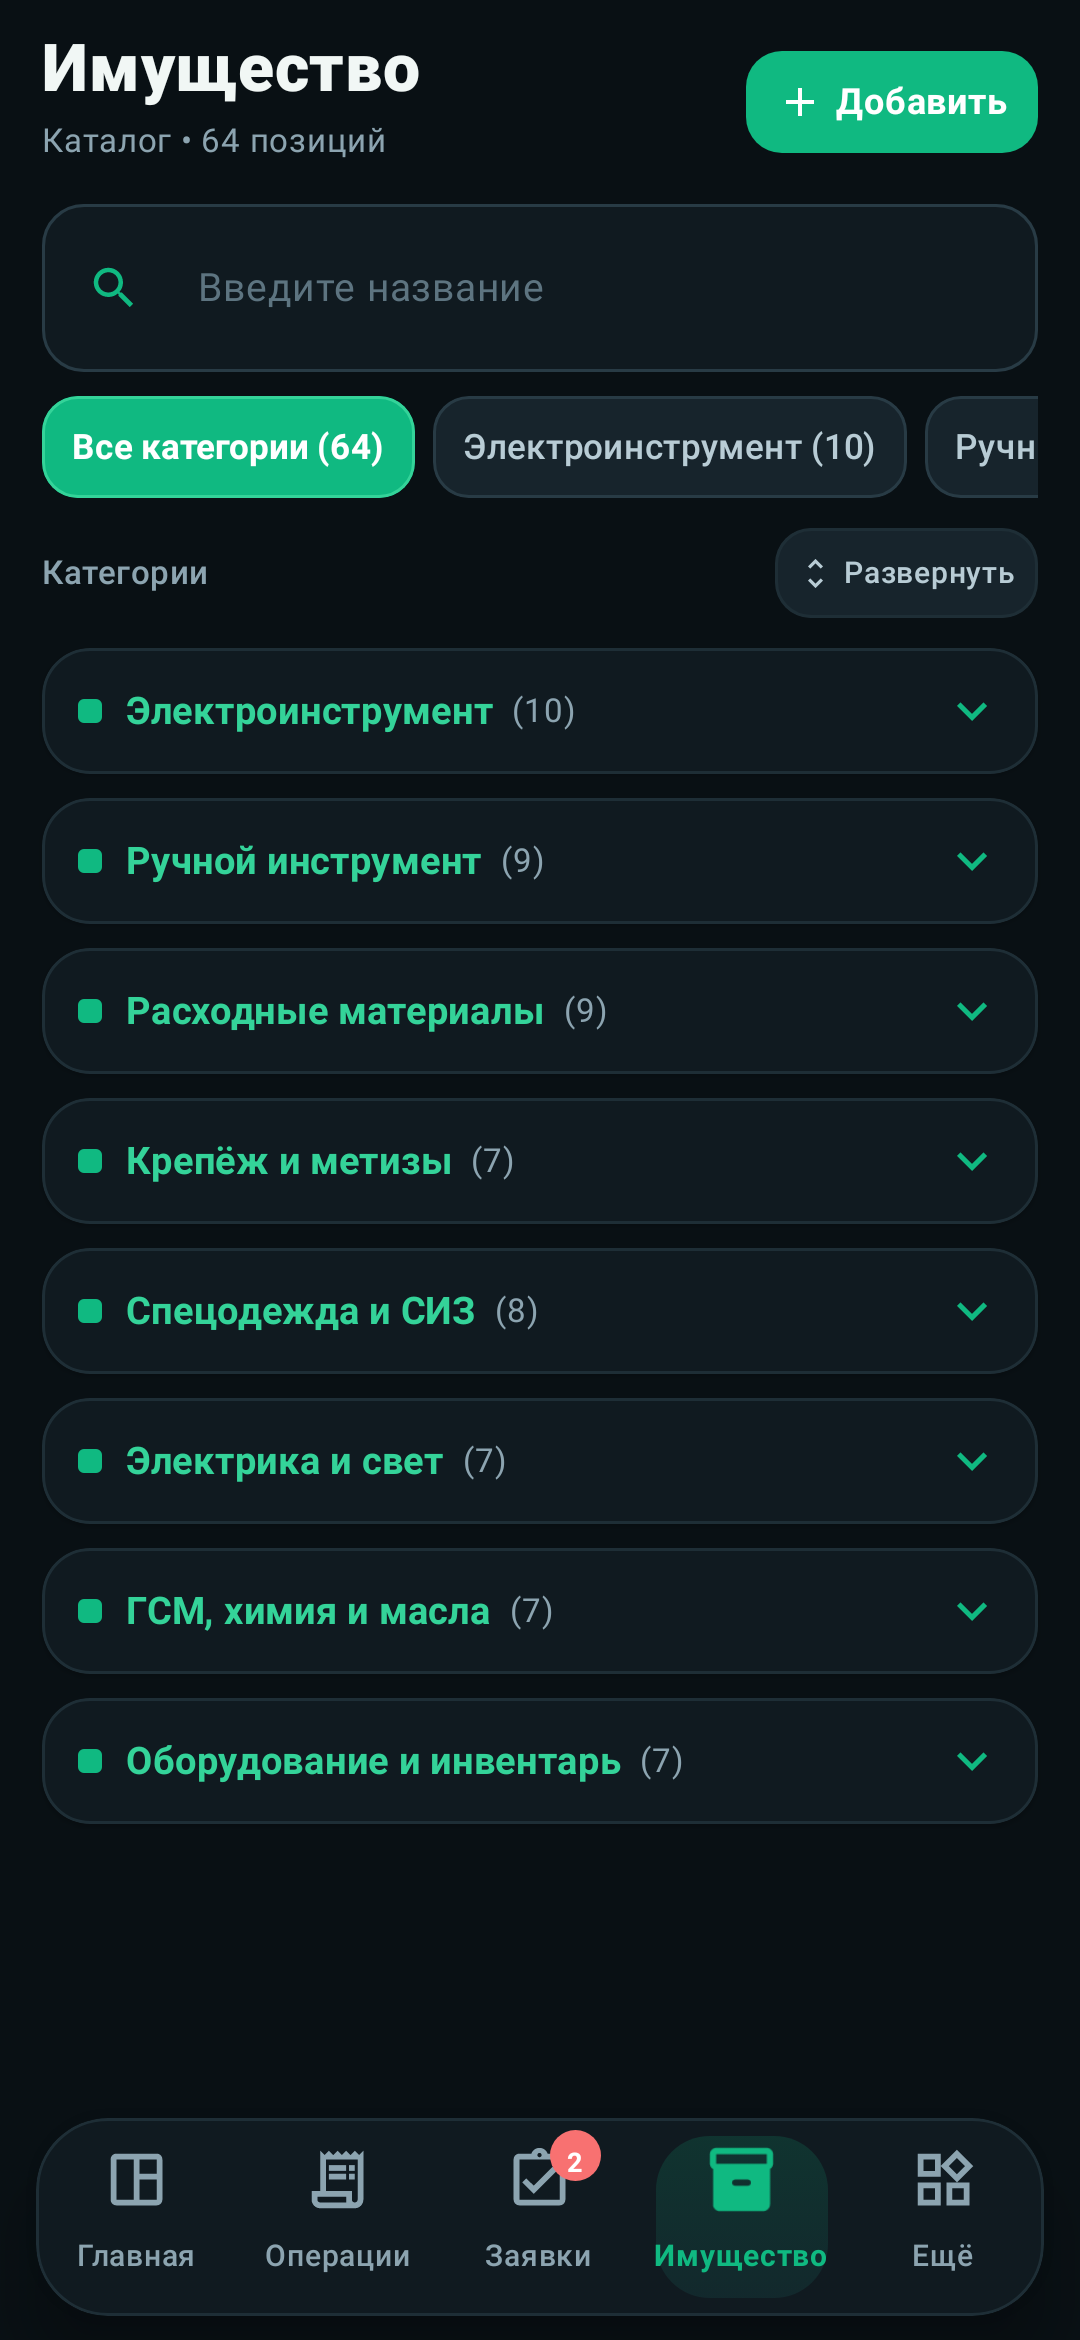 Имущество
Каталог • 64 позиций
Добавить
Введите название
Все категории (64)
Электроинструмент (10)
Ручн
Категории
Развернуть
Электроинструмент (10)
Ручной инструмент (9)
Расходные материалы (9)
Крепёж и метизы (7)
Спецодежда и СИЗ (8)
Электрика и свет (7)
ГСМ, химия и масла (7)
Оборудование и инвентарь (7)
2
Главная
Операции
Заявки
Имущество
Ещё